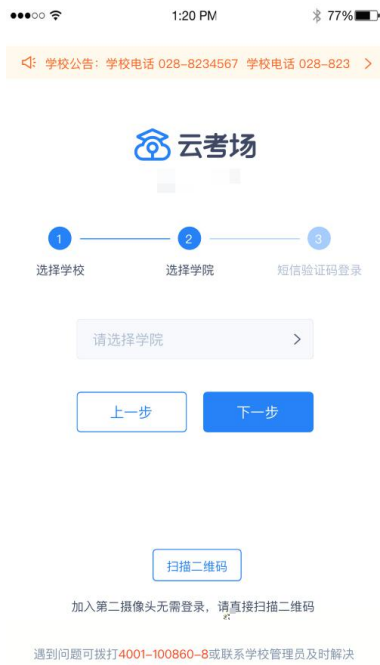 1:20 PM
77%
学校公告：学校电话 028-8234567 学校电话 028-823
云考场
1
2
3
选择学校
选择学院
短信验证码登录
请选择学院
上一步
下一步
扫描二维码
加入第二摄像头无需登录，请直接扫描二维码
遇到问题可拨打4001-100860-8或联系学校管理员及时解决